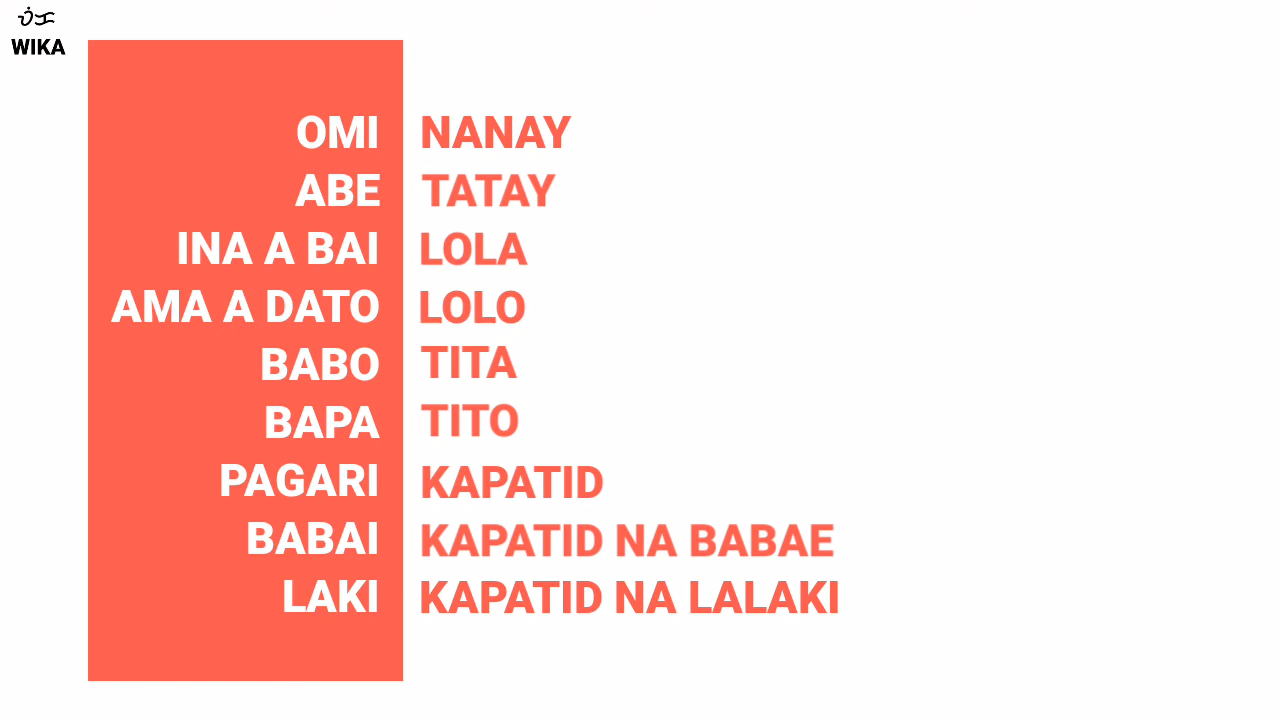 ᜏᜒᜃ
WIKA
OMI NANAY
ABE TATAY
INA A BAI LOLA
AMA A DATO LOLO
BABO TITA
BAPA TITO
PAGARI KAPATID
BABAI KAPATID NA BABAE
LAKI KAPATID NA LALAKI